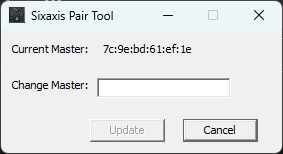 Sixaxis Pair Tool
Current Master: 7c:9e:bd:61:ef:1e
Change Master:
Update Cancel